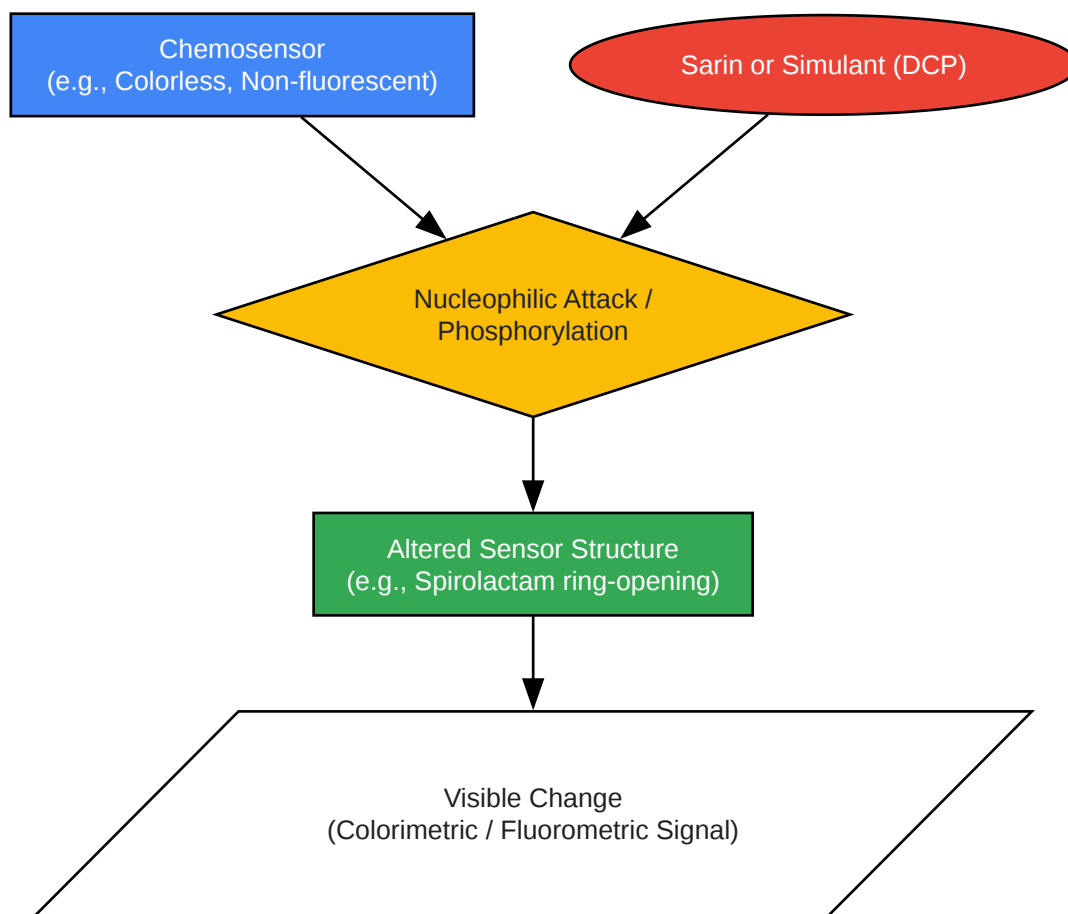 Chemosensor
(e.g., Colorless, Non-fluorescent)
Sarin or Simulant (DCP)
Nucleophilic Attack /
Phosphorylation
Altered Sensor Structure
(e.g., Spirolactam ring-opening)
Visible Change
(Colorimetric / Fluorometric Signal)